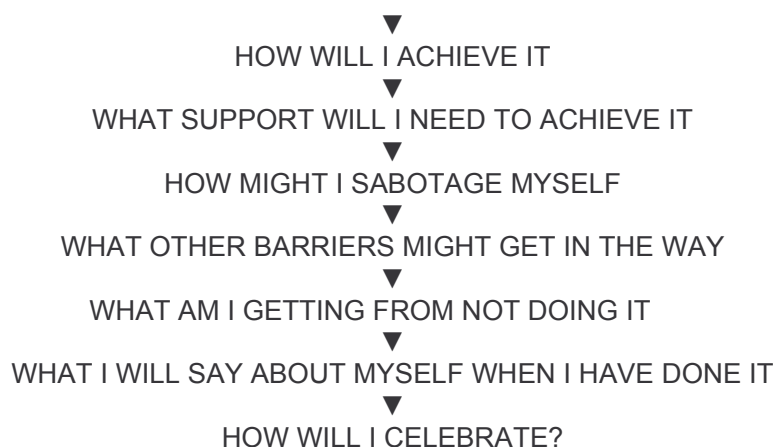 ▼
HOW WILL I ACHIEVE IT
▼
WHAT SUPPORT WILL I NEED TO ACHIEVE IT
▼
HOW MIGHT I SABOTAGE MYSELF
▼
WHAT OTHER BARRIERS MIGHT GET IN THE WAY
▼
WHAT AM I GETTING FROM NOT DOING IT
▼
WHAT I WILL SAY ABOUT MYSELF WHEN I HAVE DONE IT
▼
HOW WILL I CELEBRATE?